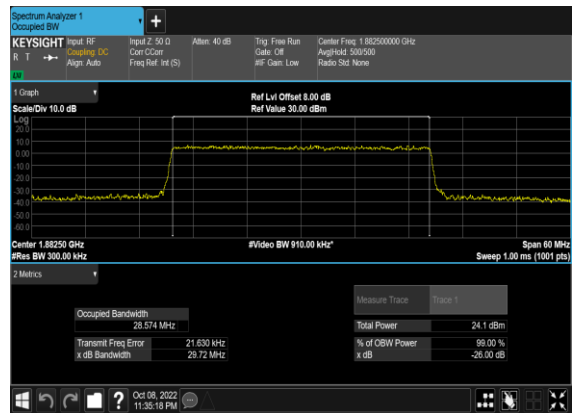 Spectrum Analyzer 1
Occupied BW
KEYSIGHT Input: RF Input Z: 50 Ω Atten: 40 dB Trig: Free Run Center Freq: 1.882500000 GHz
R T Coupling: DC Corr CCorr Gate: Off Avg|Hold: 500/500
Align: Auto Freq Ref: Int (S) #IF Gain: Low Radio Std: None
1 Graph
Ref Lvl Offset 8.00 dB
Scale/Div 10.0 dB Ref Value 30.00 dBm
Log
20.0
10.0
0.00
-10.0
-20.0
-30.0
-40.0
-50.0
-60.0
Center 1.88250 GHz #Video BW 910.00 kHz* Span 60 MHz
#Res BW 300.00 kHz Sweep 1.00 ms (1001 pts)
2 Metrics
Measure Trace Trace 1
Occupied Bandwidth
28.574 MHz Total Power 24.1 dBm
Transmit Freq Error 21.630 kHz % of OBW Power 99.00 %
x dB Bandwidth 29.72 MHz x dB -26.00 dB
? Oct 08, 2022
11:35:18 PM